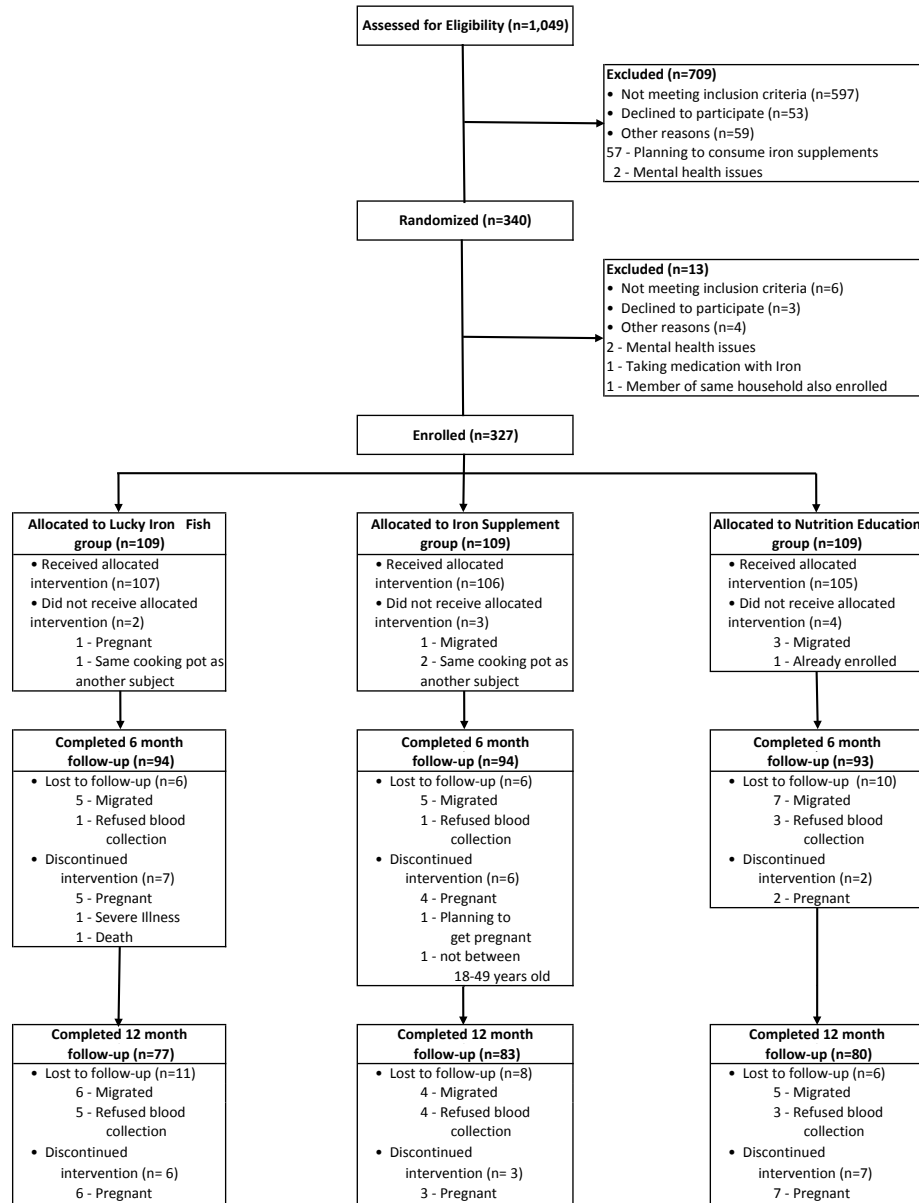 Assessed for Eligibility (n=1,049)
Excluded (n=709)
• Not meeting inclusion criteria (n=597)
• Declined to participate (n=53)
• Other reasons (n=59)
57 - Planning to consume iron supplements
2 - Mental health issues
Randomized (n=340)
Excluded (n=13)
• Not meeting inclusion criteria (n=6)
• Declined to participate (n=3)
• Other reasons (n=4)
2 - Mental health issues
1 - Taking medication with Iron
1 - Member of same household also enrolled
Enrolled (n=327)
Allocated to Lucky Iron Fish
group (n=109)
• Received allocated
intervention (n=107)
• Did not receive allocated
intervention (n=2)
1 - Pregnant
1 - Same cooking pot as
another subject
Allocated to Iron Supplement
group (n=109)
• Received allocated
intervention (n=106)
• Did not receive allocated
intervention (n=3)
1 - Migrated
2 - Same cooking pot as
another subject
Allocated to Nutrition Education
group (n=109)
• Received allocated
intervention (n=105)
• Did not receive allocated
intervention (n=4)
3 - Migrated
1 - Already enrolled
Completed 6 month
follow-up (n=94)
• Lost to follow-up (n=6)
5 - Migrated
1 - Refused blood
collection
• Discontinued
intervention (n=7)
5 - Pregnant
1 - Severe Illness
1 - Death
Completed 6 month
follow-up (n=94)
• Lost to follow-up (n=6)
5 - Migrated
1 - Refused blood
collection
• Discontinued
intervention (n=6)
4 - Pregnant
1 - Planning to
get pregnant
1 - not between
18-49 years old
Completed 6 month
follow-up (n=93)
• Lost to follow-up (n=10)
7 - Migrated
3 - Refused blood
collection
• Discontinued
intervention (n=2)
2 - Pregnant
Completed 12 month
follow-up (n=77)
• Lost to follow-up (n=11)
6 - Migrated
5 - Refused blood
collection
• Discontinued
intervention (n= 6)
6 - Pregnant
Completed 12 month
follow-up (n=83)
• Lost to follow-up (n=8)
4 - Migrated
4 - Refused blood
collection
• Discontinued
intervention (n= 3)
3 - Pregnant
Completed 12 month
follow-up (n=80)
• Lost to follow-up (n=6)
5 - Migrated
3 - Refused blood
collection
• Discontinued
intervention (n=7)
7 - Pregnant